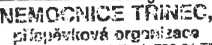 NEMOCNICE TŘINEC,
příspěvková organizace